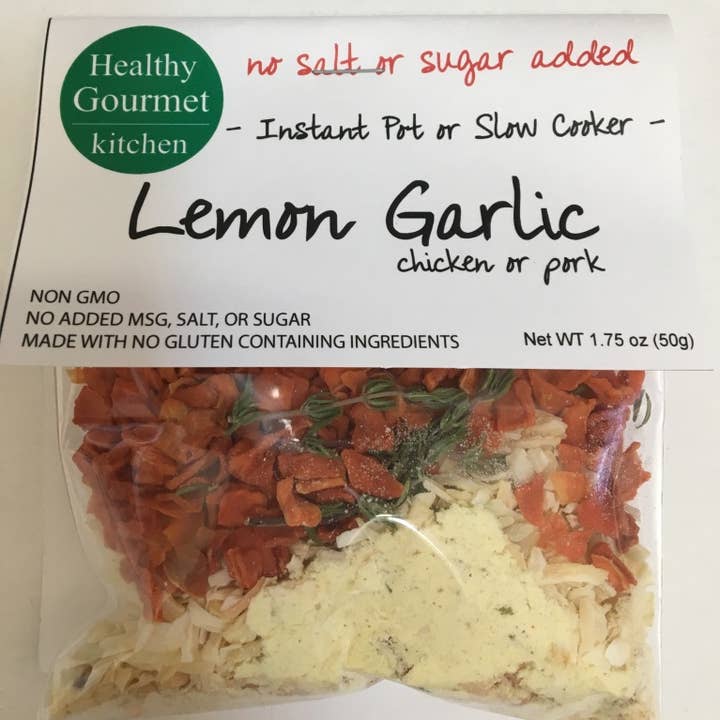 Healthy
Gourmet
kitchen
no salt or sugar added
- Instant Pot or Slow Cooker -
Lemon Garlic
chicken or pork
NON GMO
NO ADDED MSG, SALT, OR SUGAR
MADE WITH NO GLUTEN CONTAINING INGREDIENTS
Net WT 1.75 oz (50g)